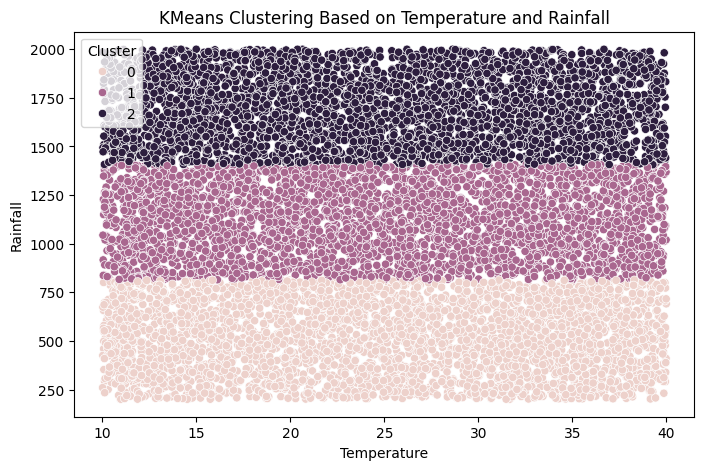 KMeans Clustering Based on Temperature and Rainfall
Cluster
0
1
2
2000
1750
1500
1250
1000
750
500
250
Rainfall
10 15 20 25 30 35 40
Temperature